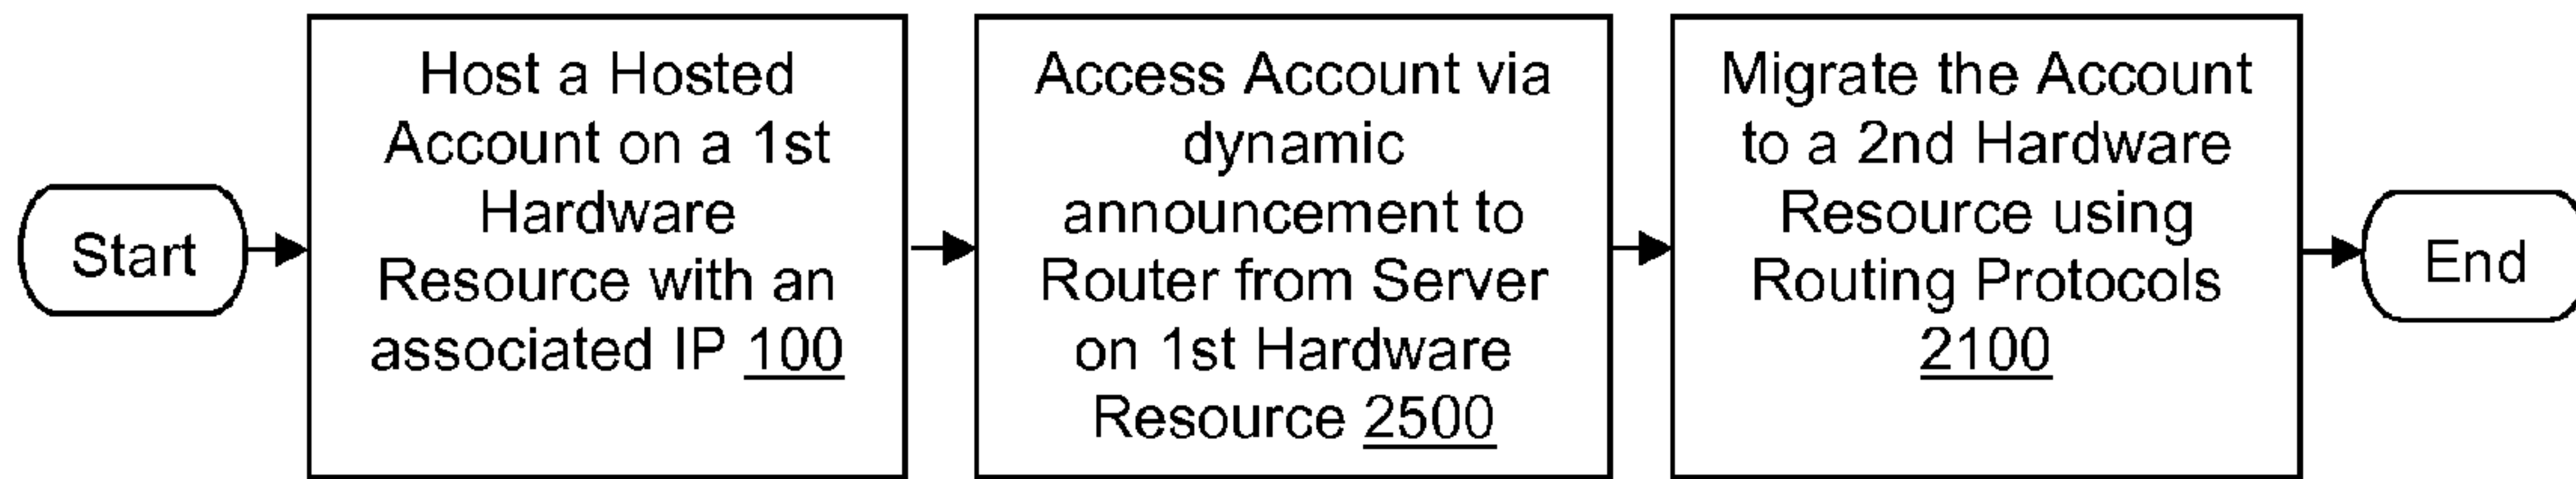 Start
Host a Hosted
Account on a 1st
Hardware
Resource with an
associated IP 100
Access Account via
dynamic
announcement to
Router from Server
on 1st Hardware
Resource 2500
Migrate the Account
to a 2nd Hardware
Resource using
Routing Protocols
2100
End